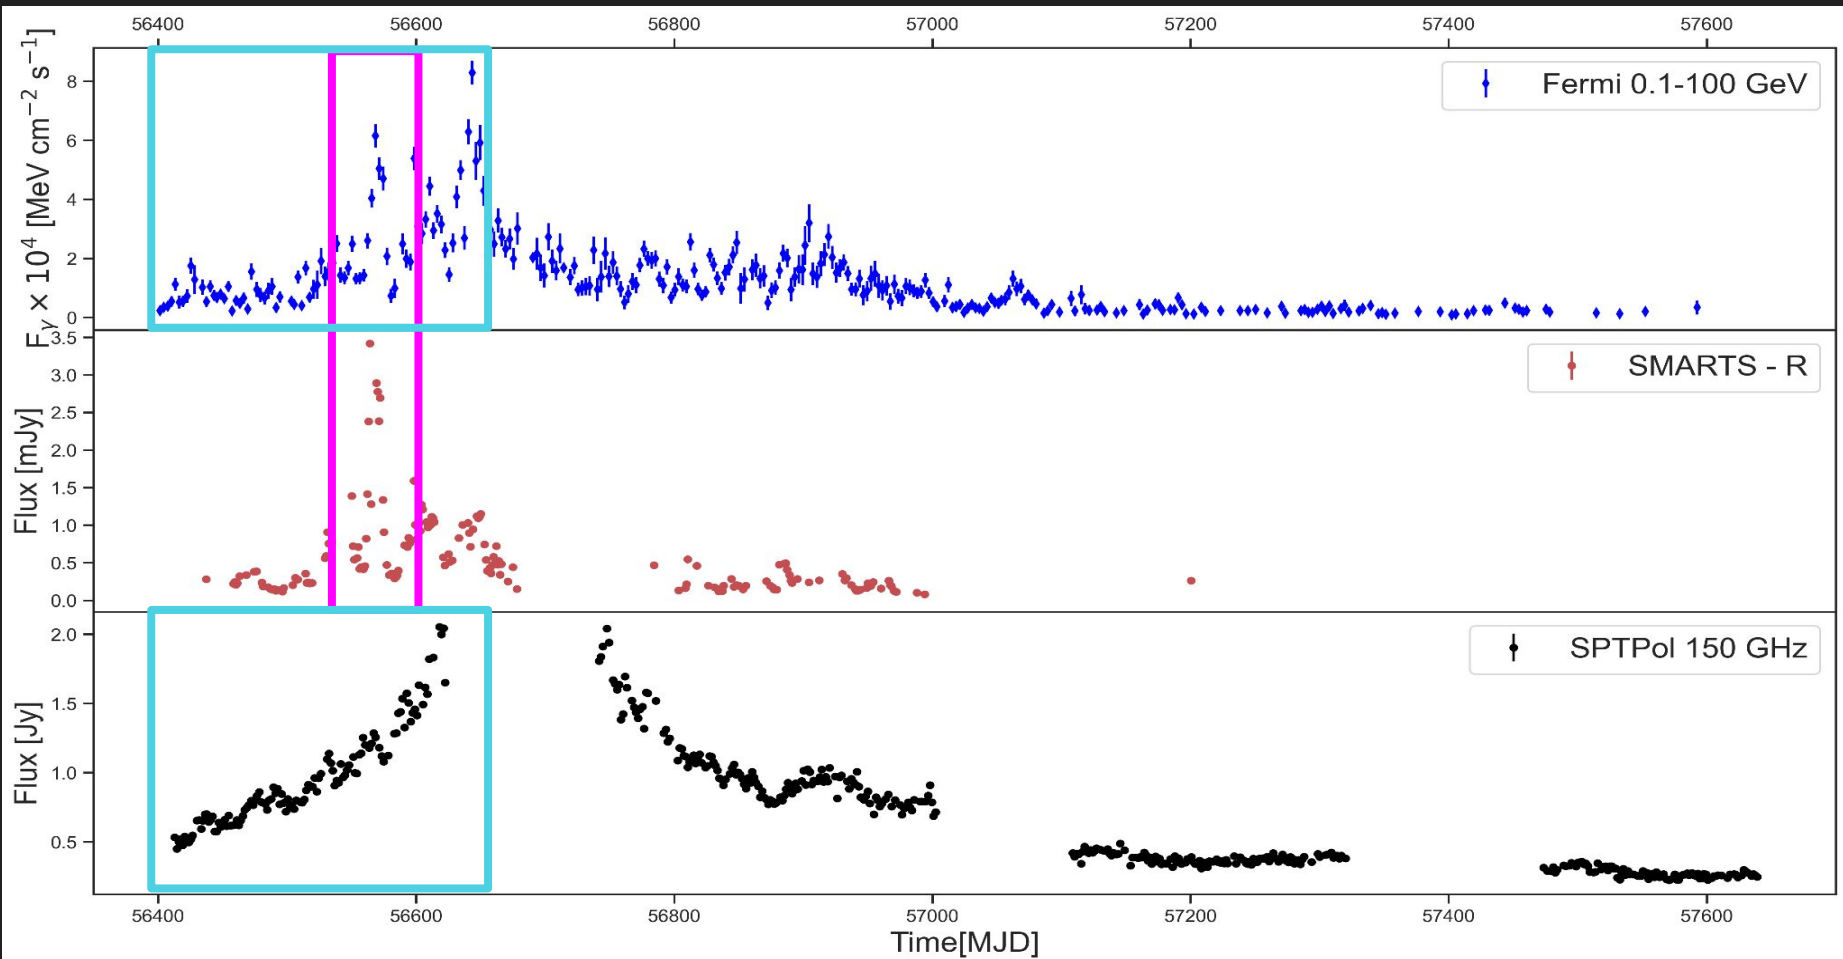 56400 56600 56800 57000 57200 57400 57600
F_γ × 10⁴ [MeV cm⁻² s⁻¹]
8
6
4
2
0
Fermi 0.1-100 GeV
Flux [mJy]
3.5
3.0
2.5
2.0
1.5
1.0
0.5
0.0
SMARTS - R
Flux [Jy]
2.0
1.5
1.0
0.5
SPTPol 150 GHz
56400 56600 56800 57000 57200 57400 57600
Time[MJD]